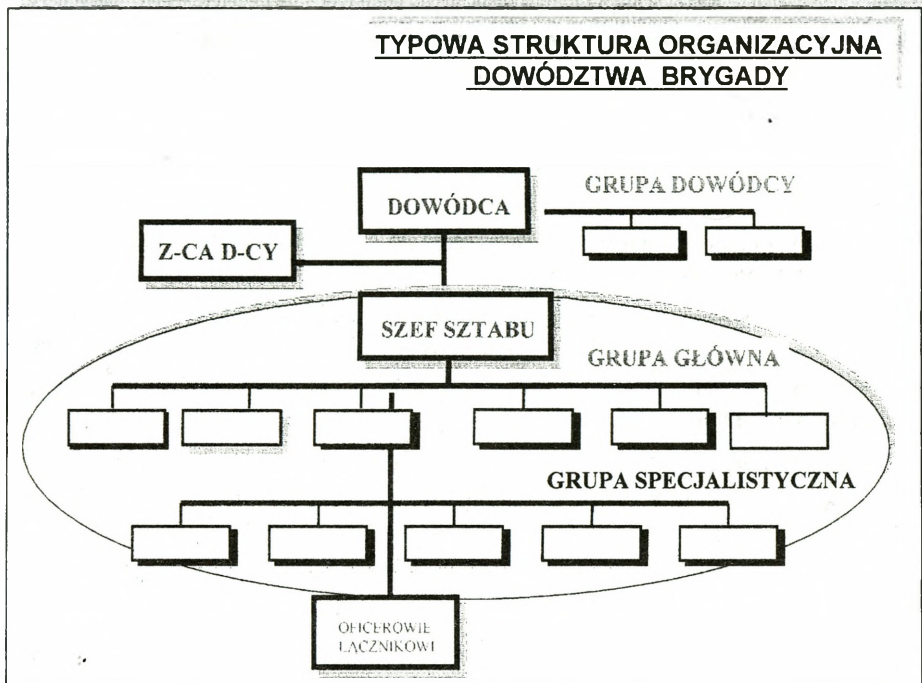 TYPOWA STRUKTURA ORGANIZACYJNA
DOWÓDZTWA BRYGADY
DOWÓDCA
GRUPA DOWÓDCY
Z-CA D-CY
SZEF SZTABU
GRUPA GŁÓWNA
GRUPA SPECJALISTYCZNA
OFICEROWIE
ŁĄCZNIKOWI